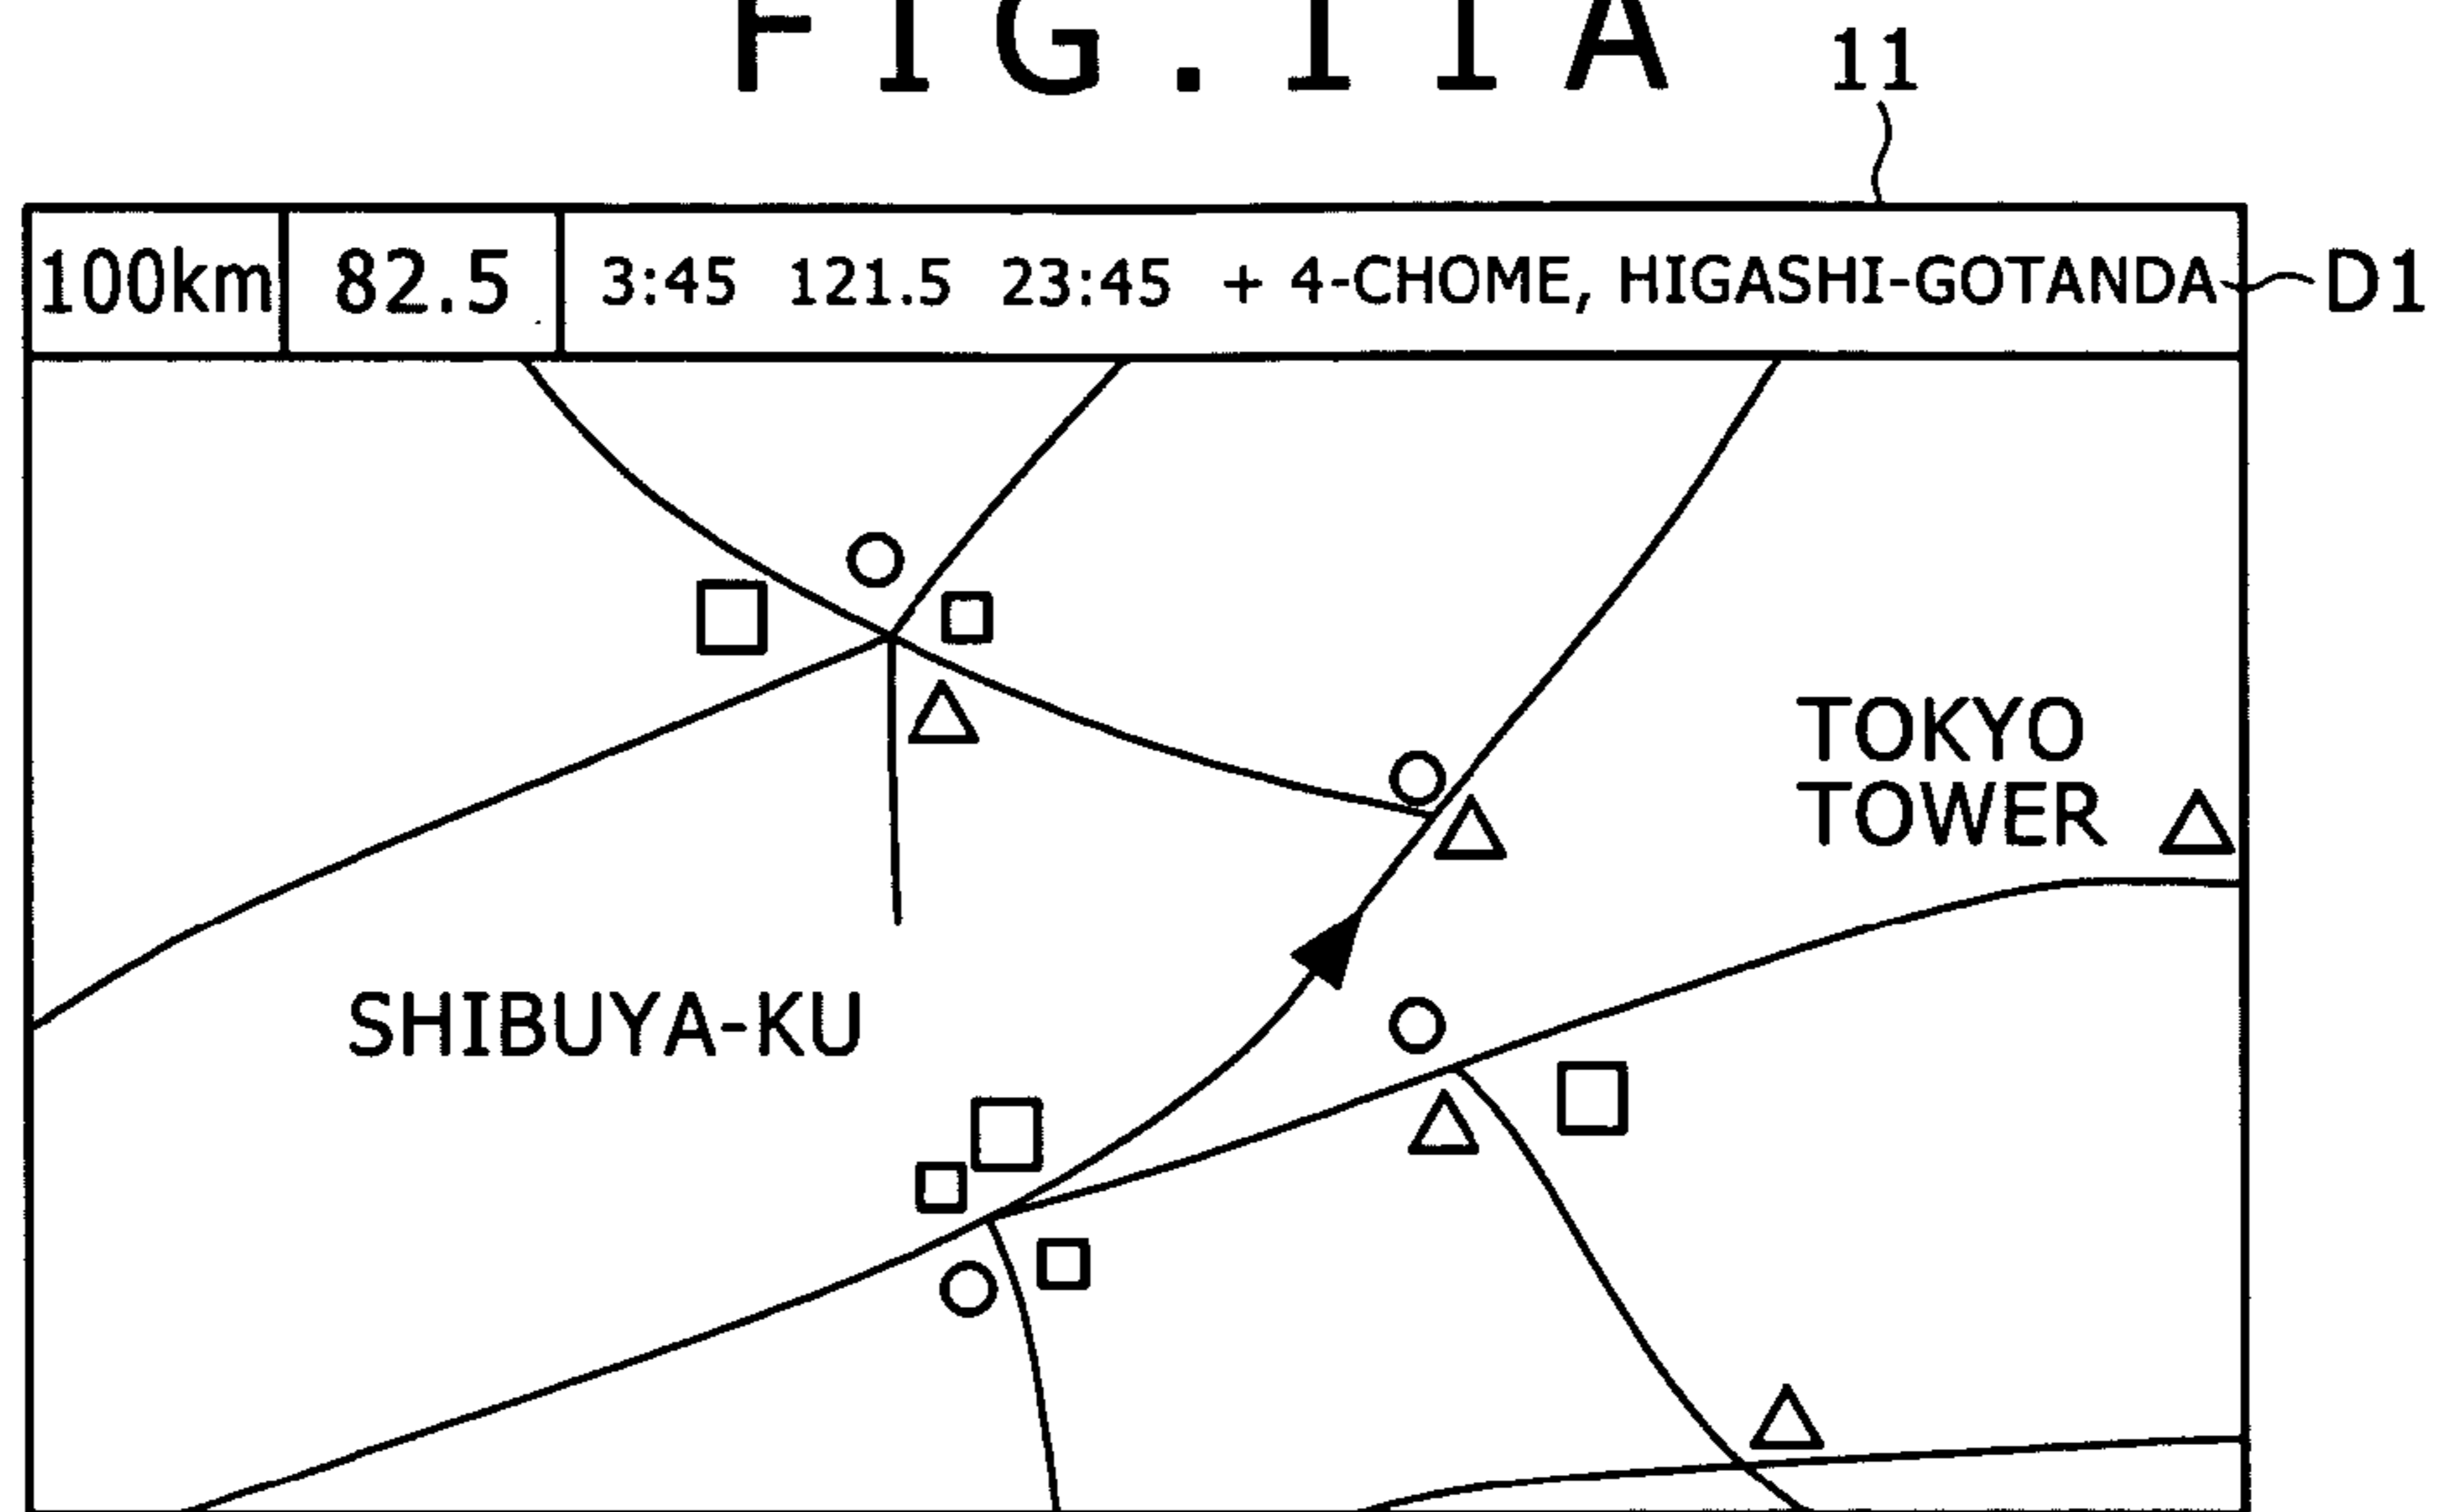 FIG.11A
11
100km 82.5 3:45 121.5 23:45 + 4-CHOME, HIGASHI-GOTANDA D1
TOKYO
TOWER
SHIBUYA-KU